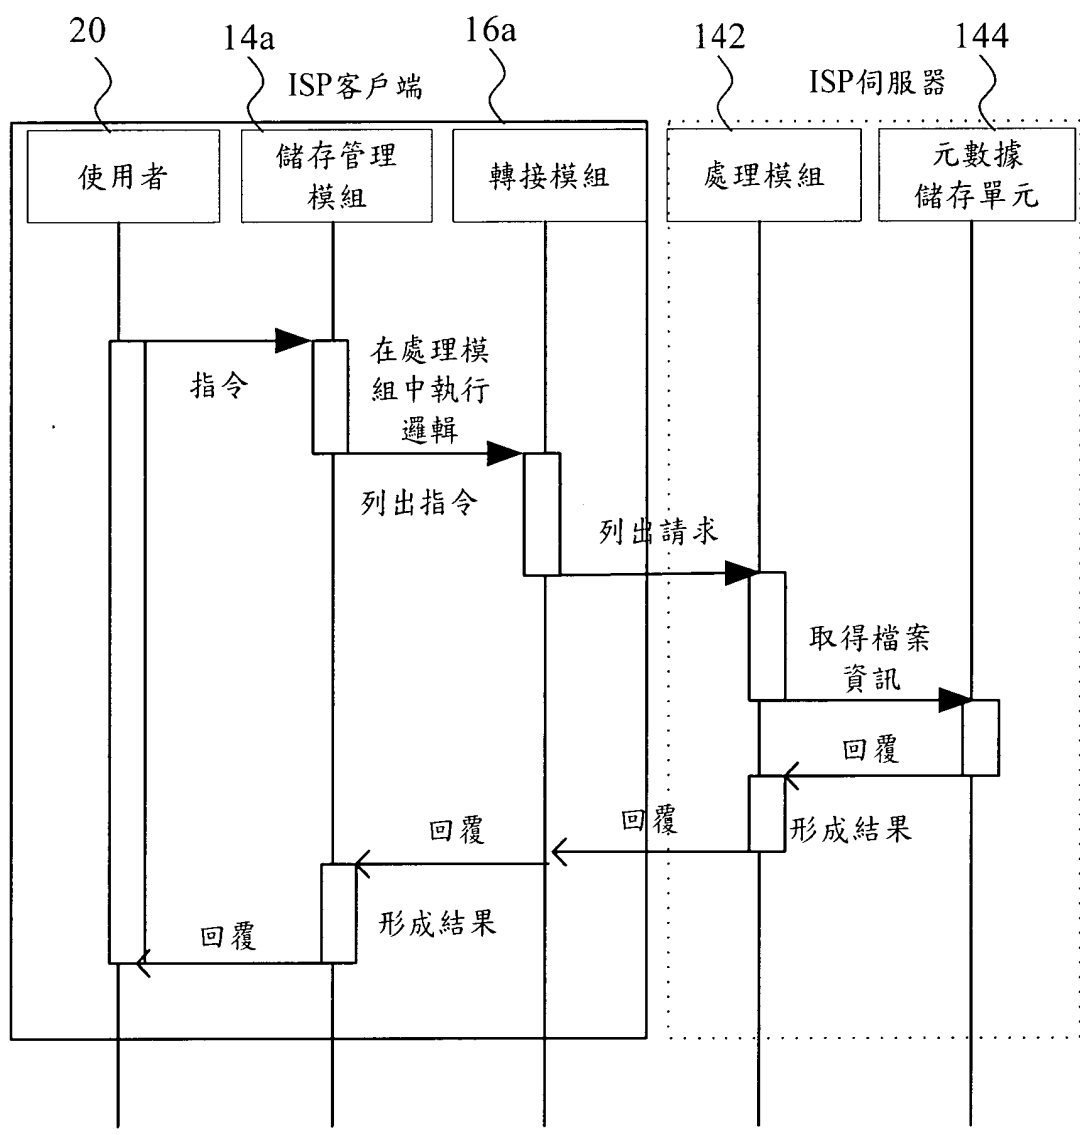 20
14a
16a
142
144
ISP客戶端
ISP伺服器
使用者
儲存管理
模組
轉接模組
處理模組
元數據
儲存單元
指令
在處理模
組中執行
邏輯
列出指令
列出請求
取得檔案
資訊
回覆
形成結果
回覆
回覆
形成結果
回覆